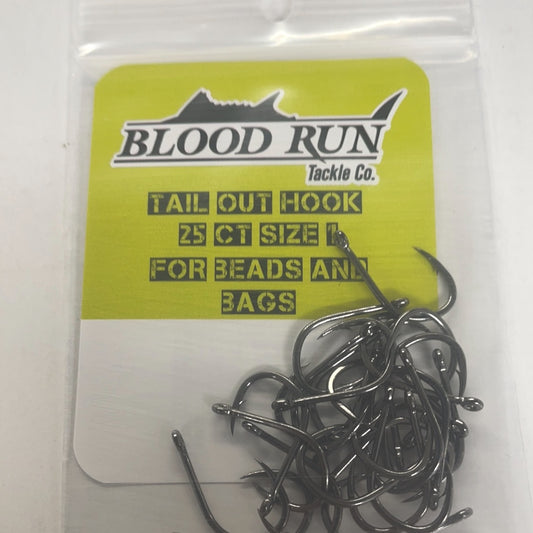 BLOOD RUN
Tackle Co.
TAIL OUT HOOK
25 CT SIZE 1
FOR BEADS AND
BAGS